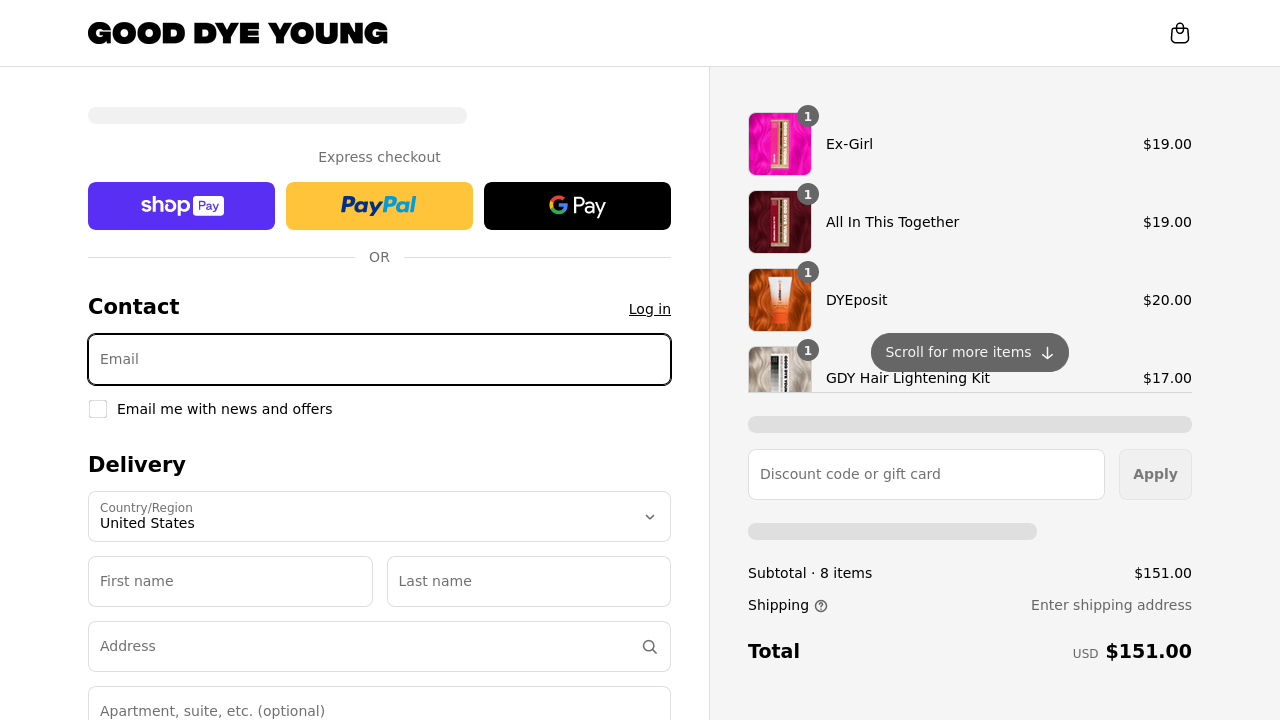 GOOD DYE YOUNG
Express checkout
shop Pay
PayPal
G Pay
OR
Contact
Log in
Email
Email me with news and offers
Delivery
Country/Region
United States
First name
Last name
Address
Apartment, suite, etc. (optional)
1
Ex-Girl
$19.00
1
All In This Together
$19.00
1
DYEposit
$20.00
1
GDY Hair Lightening Kit
$17.00
Scroll for more items
Discount code or gift card
Apply
Subtotal · 8 items
$151.00
Shipping
Enter shipping address
Total
USD $151.00